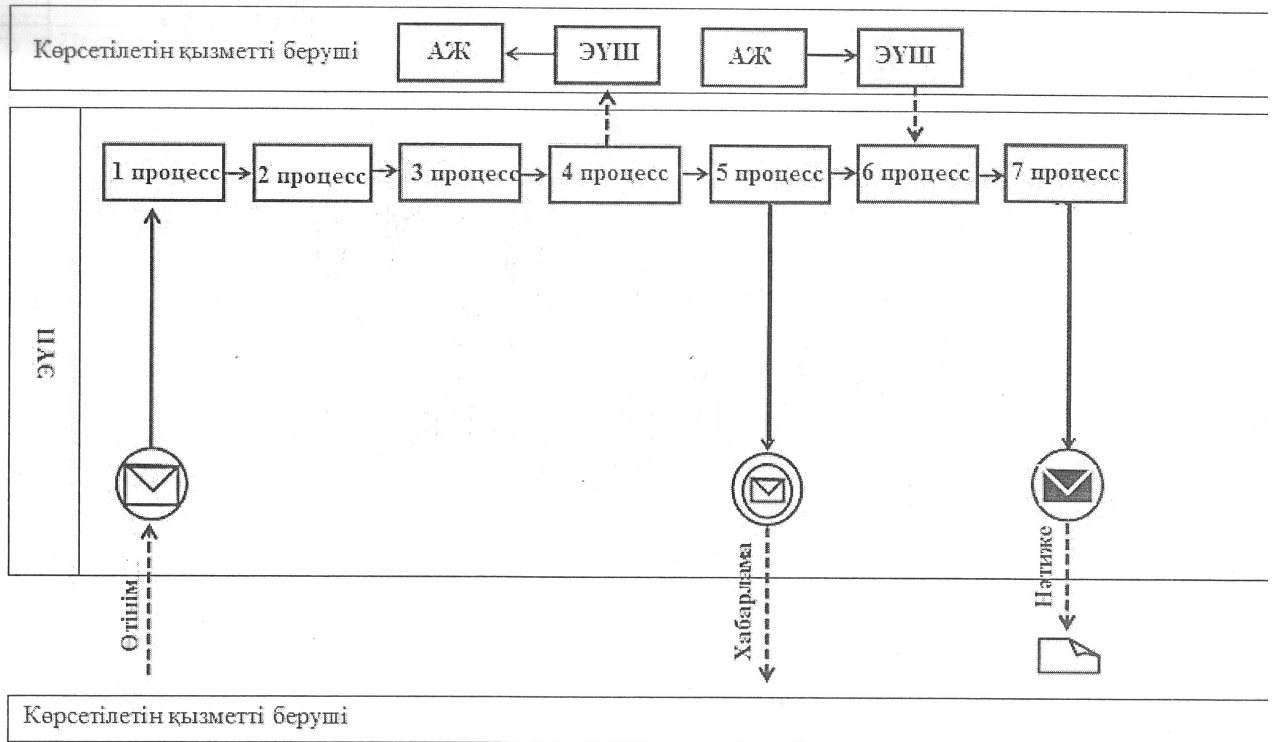 Көрсетілетін қызметті беруші
АЖ
ЭҮШ
АЖ
ЭҮШ
1 процесс
2 процесс
3 процесс
4 процесс
5 процесс
6 процесс
7 процесс
ЭҮП
Өтінім
Хабарлама
Нәтиже
Көрсетілетін қызметті беруші